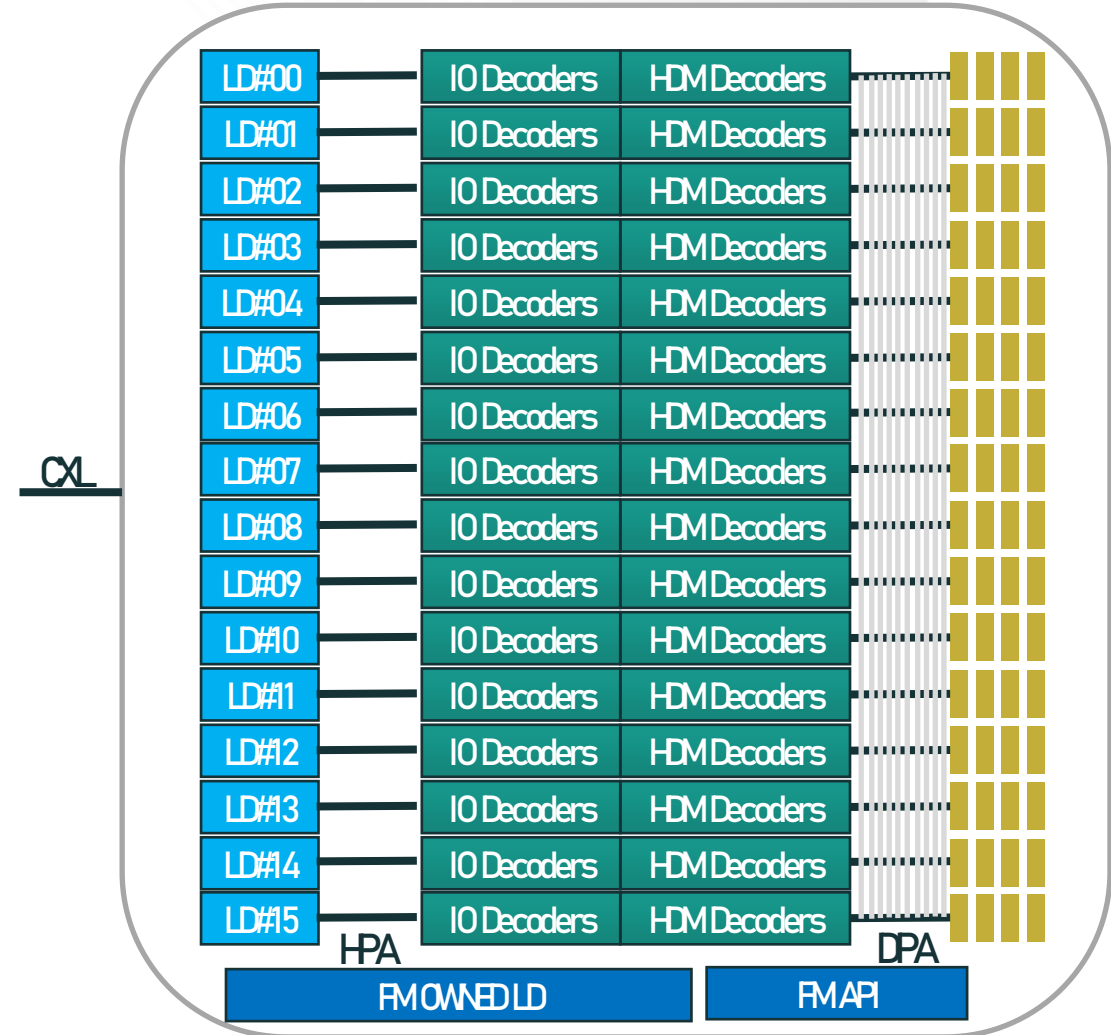 LD#00 IO Decoders HDM Decoders
LD#01 IO Decoders HDM Decoders
LD#02 IO Decoders HDM Decoders
LD#03 IO Decoders HDM Decoders
LD#04 IO Decoders HDM Decoders
LD#05 IO Decoders HDM Decoders
LD#06 IO Decoders HDM Decoders
CXL
LD#07 IO Decoders HDM Decoders
LD#08 IO Decoders HDM Decoders
LD#09 IO Decoders HDM Decoders
LD#10 IO Decoders HDM Decoders
LD#11 IO Decoders HDM Decoders
LD#12 IO Decoders HDM Decoders
LD#13 IO Decoders HDM Decoders
LD#14 IO Decoders HDM Decoders
LD#15 IO Decoders HDM Decoders
HPA DPA
FM OWNED LD FM API